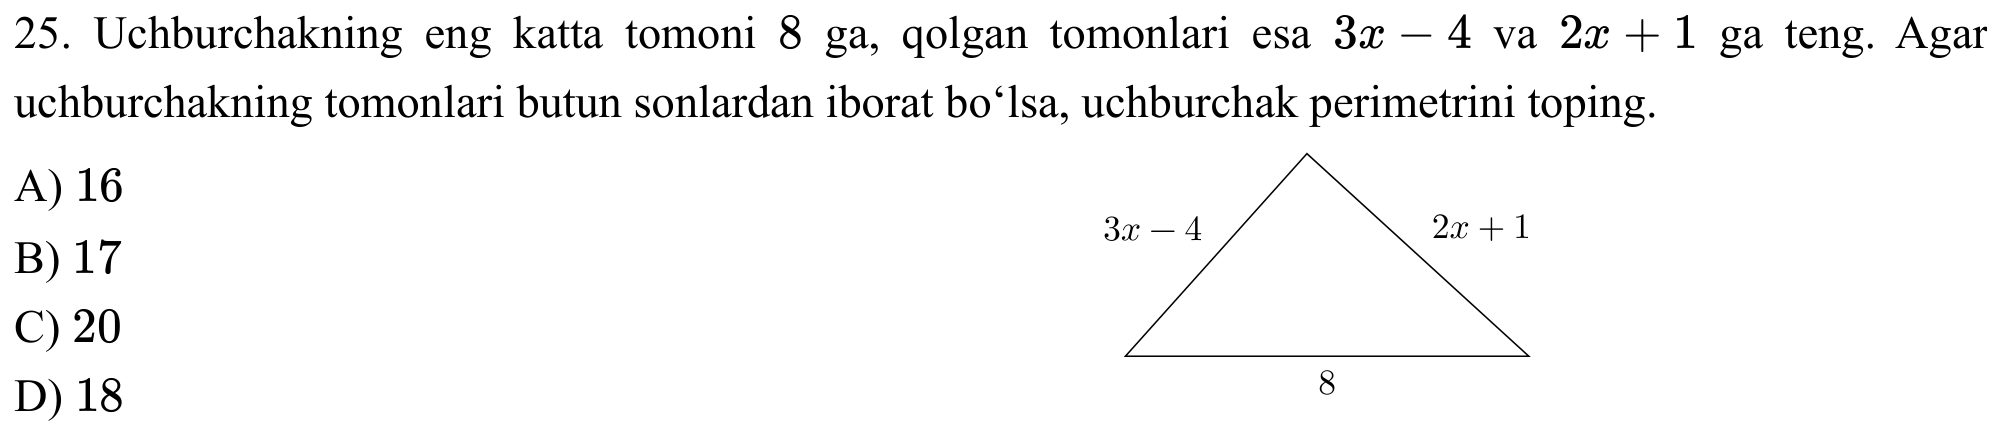 25. Uchburchakning eng katta tomoni 8 ga, qolgan tomonlari esa 3x − 4 va 2x + 1 ga teng. Agar
uchburchakning tomonlari butun sonlardan iborat bo‘lsa, uchburchak perimetrini toping.
A) 16
B) 17
C) 20
D) 18
3x − 4
2x + 1
8